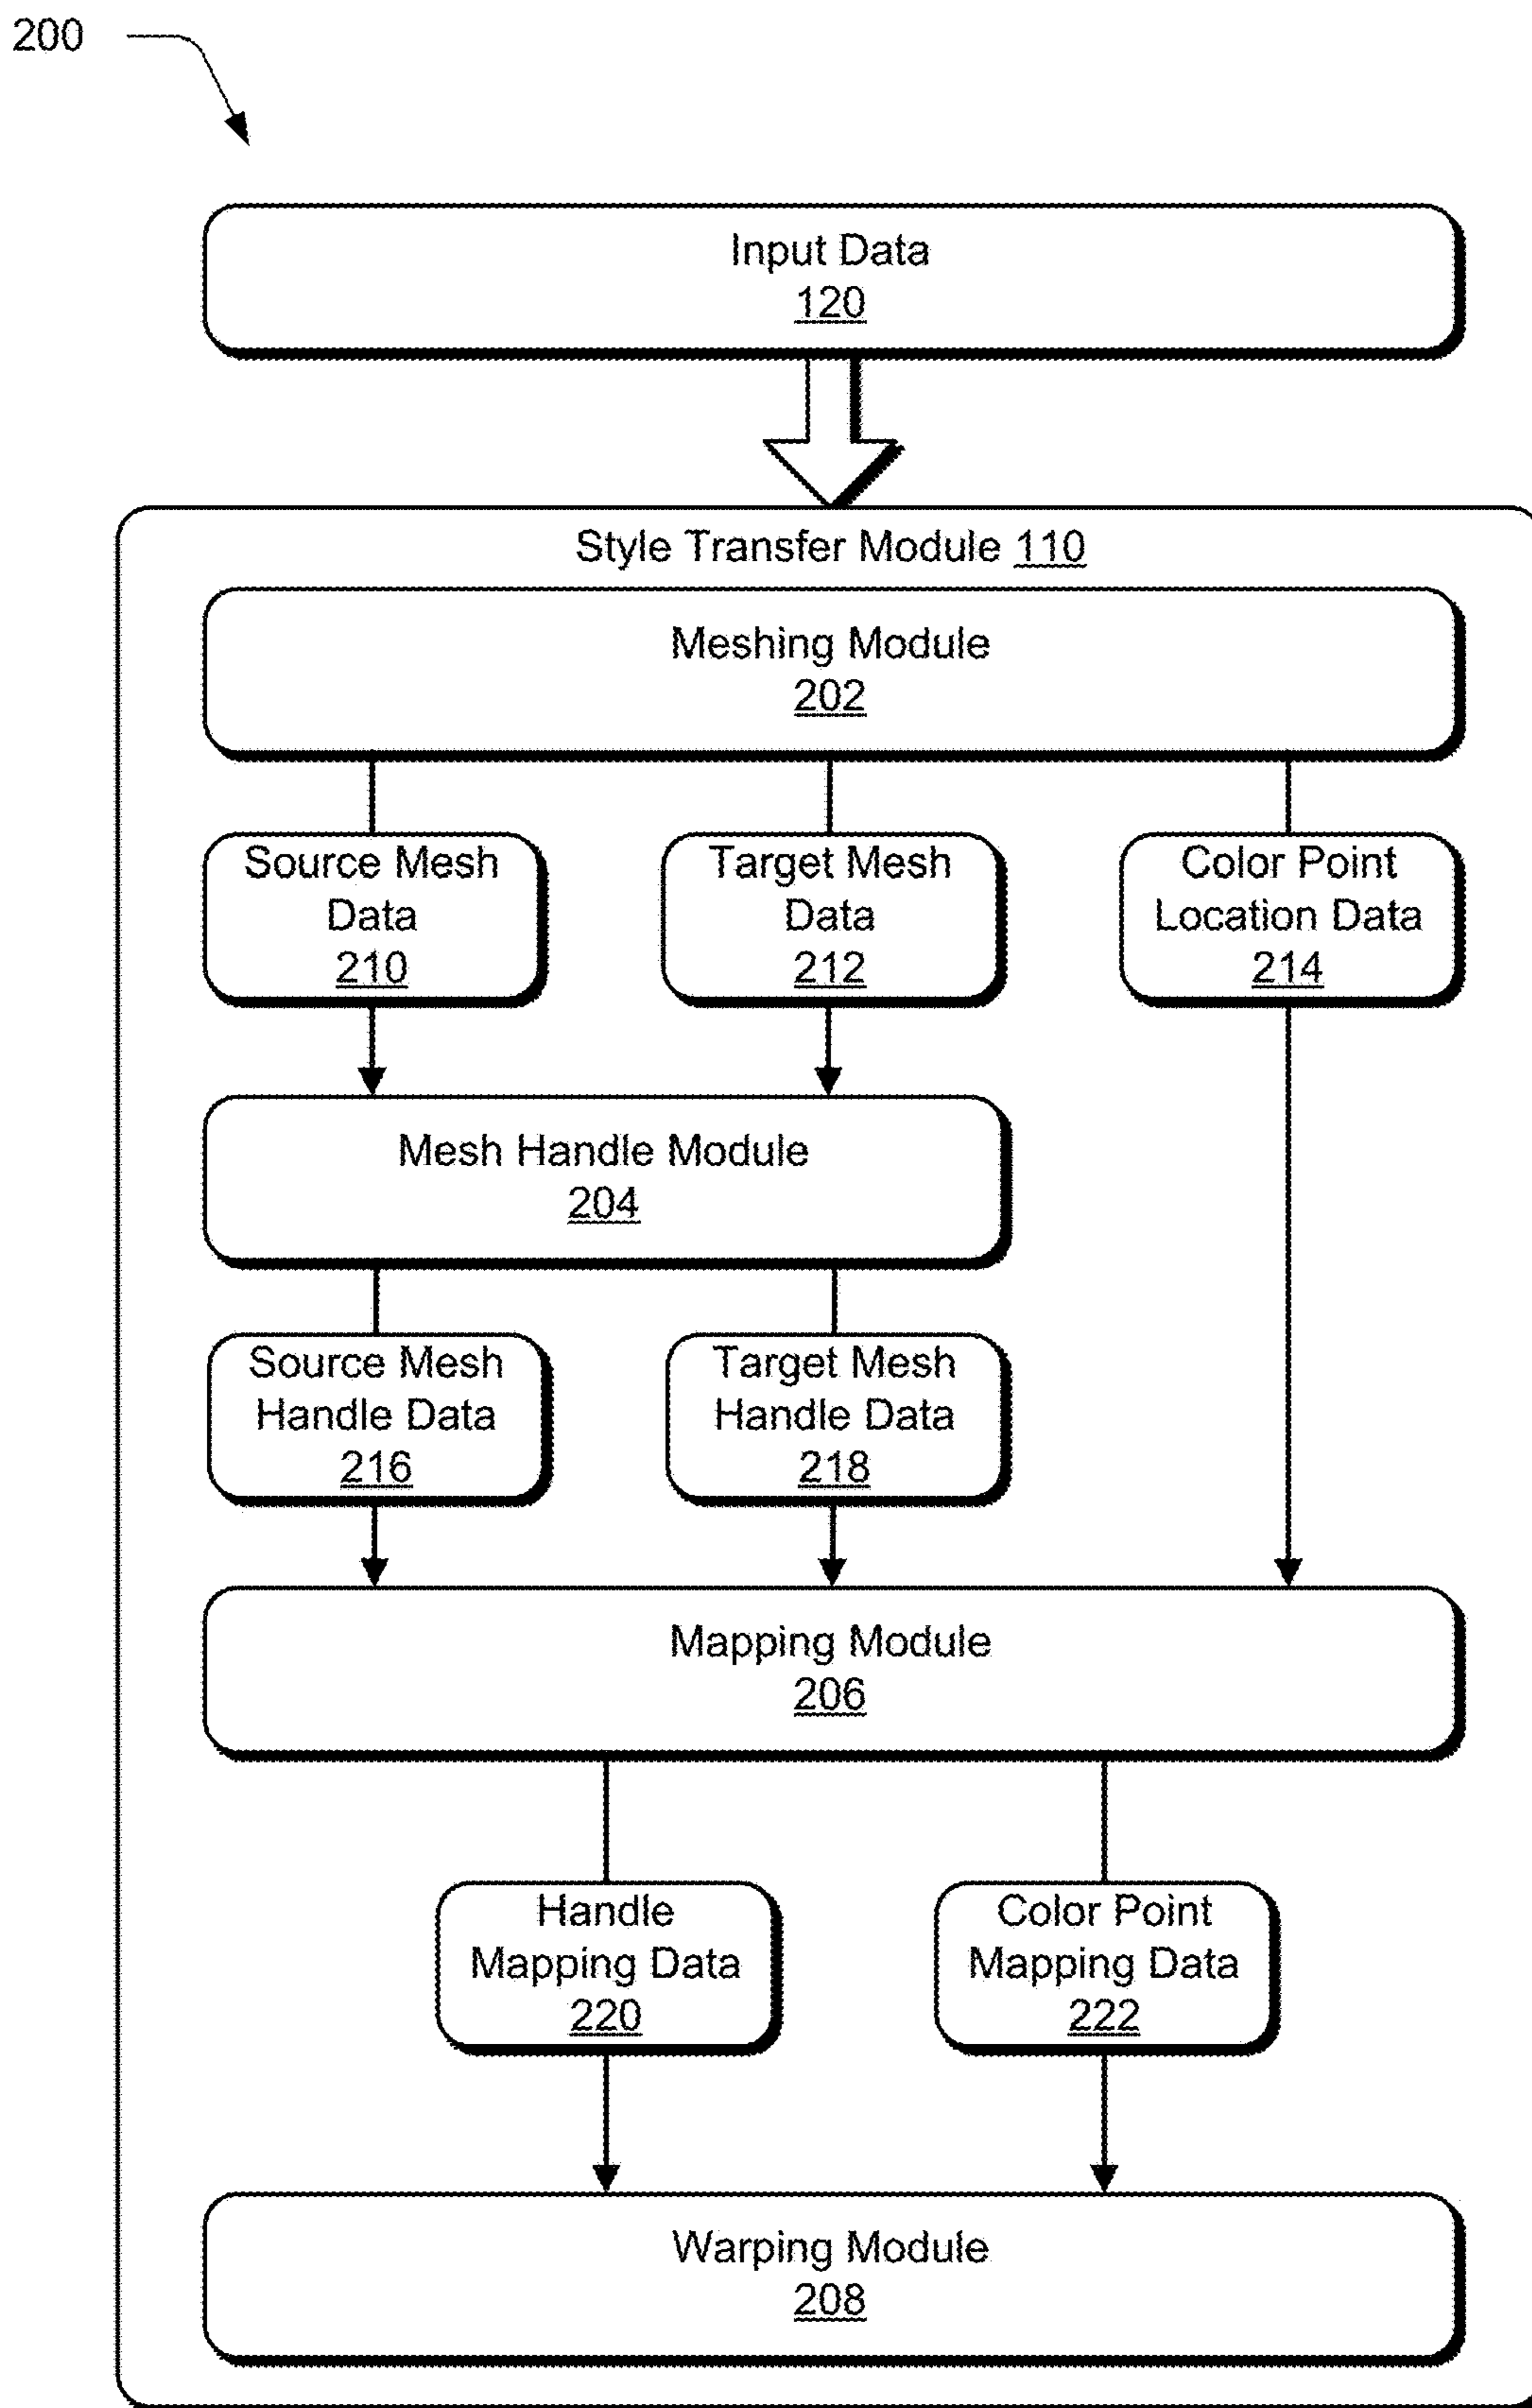 200
Input Data
120
Style Transfer Module 110
Meshing Module
202
Source Mesh
Data
210
Target Mesh
Data
212
Color Point
Location Data
214
Mesh Handle Module
204
Source Mesh
Handle Data
216
Target Mesh
Handle Data
218
Mapping Module
206
Handle
Mapping Data
220
Color Point
Mapping Data
222
Warping Module
208